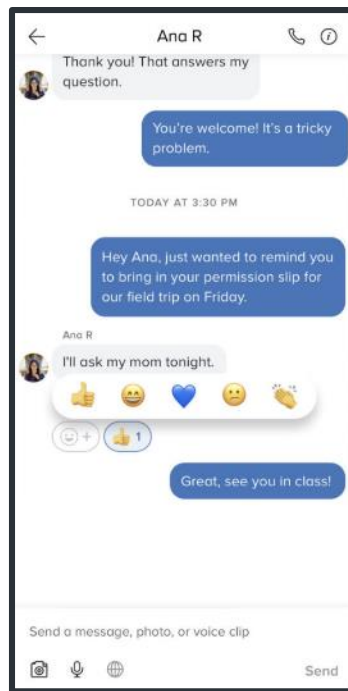 Ana R
Thank you! That answers my
question.
You're welcome! It's a tricky
problem.
TODAY AT 3:30 PM
Hey Ana, just wanted to remind you
to bring in your permission slip for
our field trip on Friday.
Ana R
I'll ask my mom tonight.
1
Great, see you in class!
Send a message, photo, or voice clip
Send